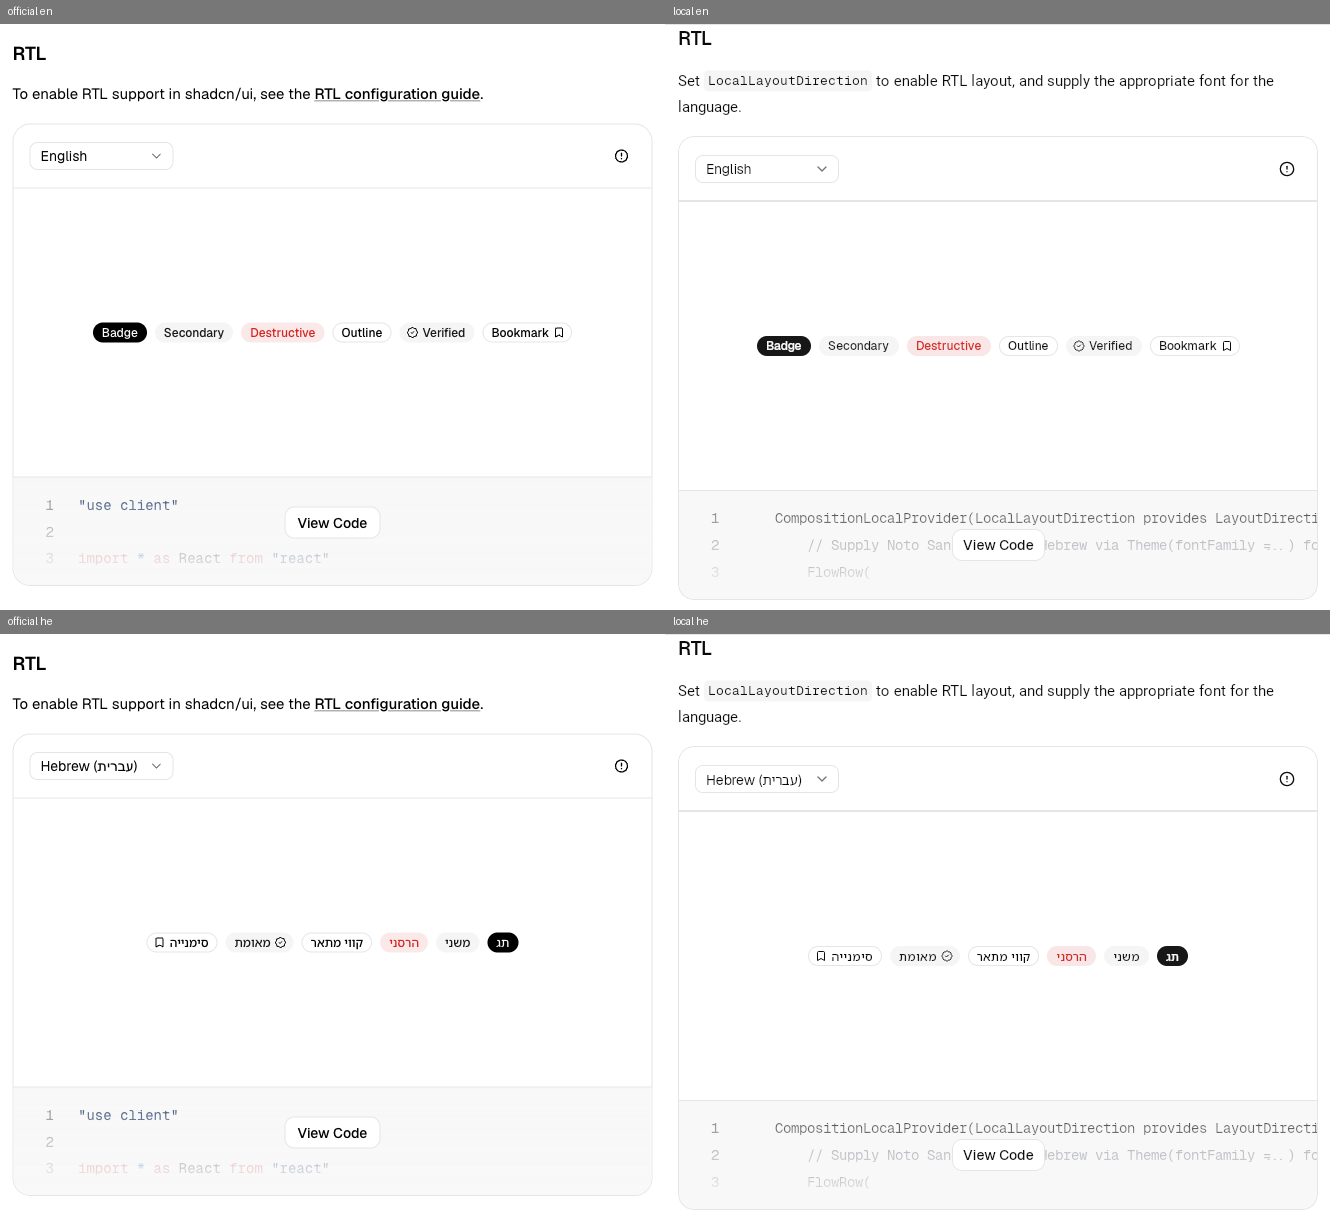 official en
RTL
To enable RTL support in shadcn/ui, see the RTL configuration guide.
English
Badge Secondary Destructive Outline Verified Bookmark
1 "use client"
2
3 import * as React from "react"
View Code
local en
RTL
Set LocalLayoutDirection to enable RTL layout, and supply the appropriate font for the
language.
English
Badge Secondary Destructive Outline Verified Bookmark
1 CompositionLocalProvider(LocalLayoutDirection provides LayoutDirecti
2 // Supply Noto San
ebrew via Theme(fontFamily =..) fo
3 FlowRow(
View Code
official he
RTL
To enable RTL support in shadcn/ui, see the RTL configuration guide.
Hebrew (עברית)
תג משני הרסני קווי מתאר מאומת סימנייה
1 "use client"
2
3 import * as React from "react"
View Code
local he
RTL
Set LocalLayoutDirection to enable RTL layout, and supply the appropriate font for the
language.
Hebrew (עברית)
תג משני הרסני קווי מתאר מאומת סימנייה
1 CompositionLocalProvider(LocalLayoutDirection provides LayoutDirecti
2 // Supply Noto San
ebrew via Theme(fontFamily =..) fo
3 FlowRow(
View Code